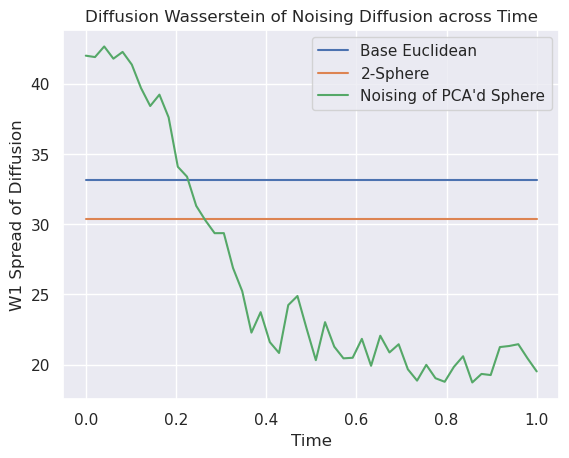 Diffusion Wasserstein of Noising Diffusion across Time
Base Euclidean
2-Sphere
Noising of PCA'd Sphere
W1 Spread of Diffusion
40
35
30
25
20
0.0 0.2 0.4 0.6 0.8 1.0
Time